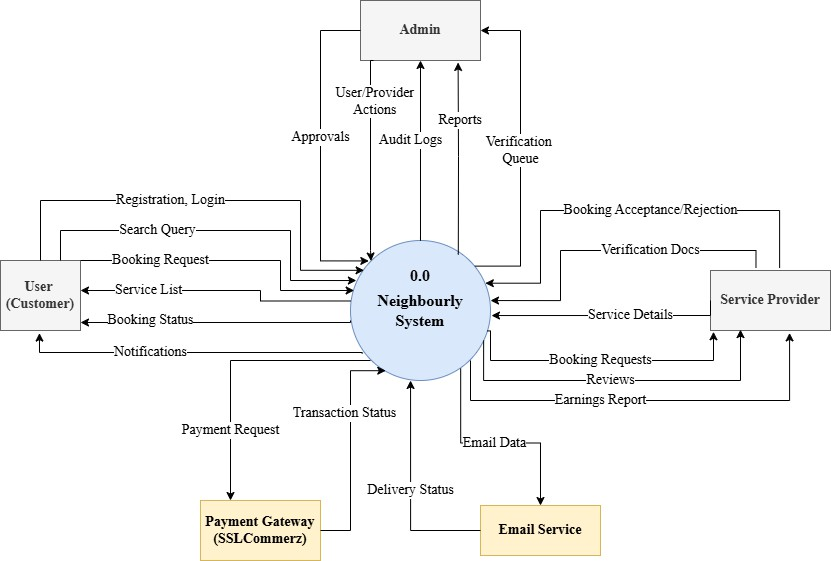 Admin
User/Provider
Actions
Approvals
Audit Logs
Reports
Verification
Queue
Registration, Login
Search Query
Booking Request
Service List
Booking Status
Notifications
User
(Customer)
0.0
Neighbourly
System
Booking Acceptance/Rejection
Verification Docs
Service Details
Booking Requests
Reviews
Earnings Report
Service Provider
Payment Request
Transaction Status
Email Data
Delivery Status
Payment Gateway
(SSLCommerz)
Email Service